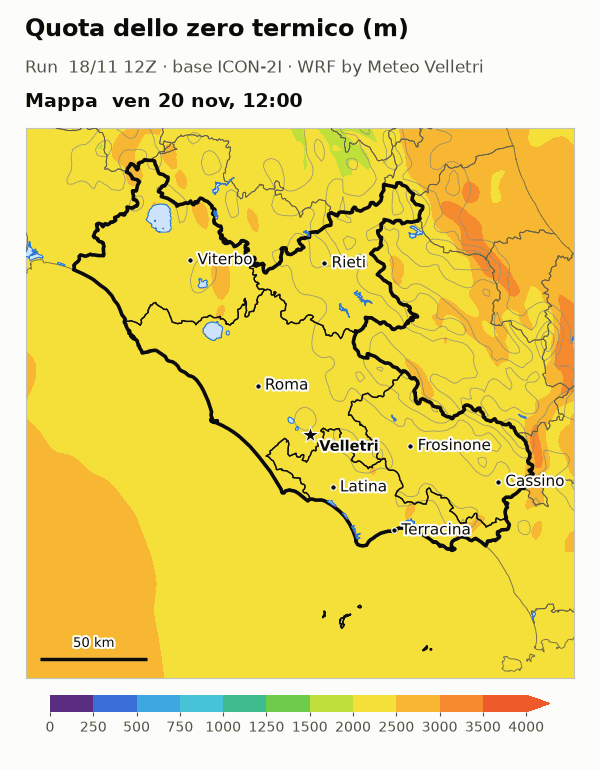 Quota dello zero termico (m)
Run  18/11 12Z · base ICON-2I · WRF by Meteo Velletri
Mappa  ven 20 nov, 12:00
Viterbo
Rieti
Roma
Velletri
Frosinone
Cassino
Latina
Terracina
50 km
0 250 500 750 1000 1250 1500 2000 2500 3000 3500 4000